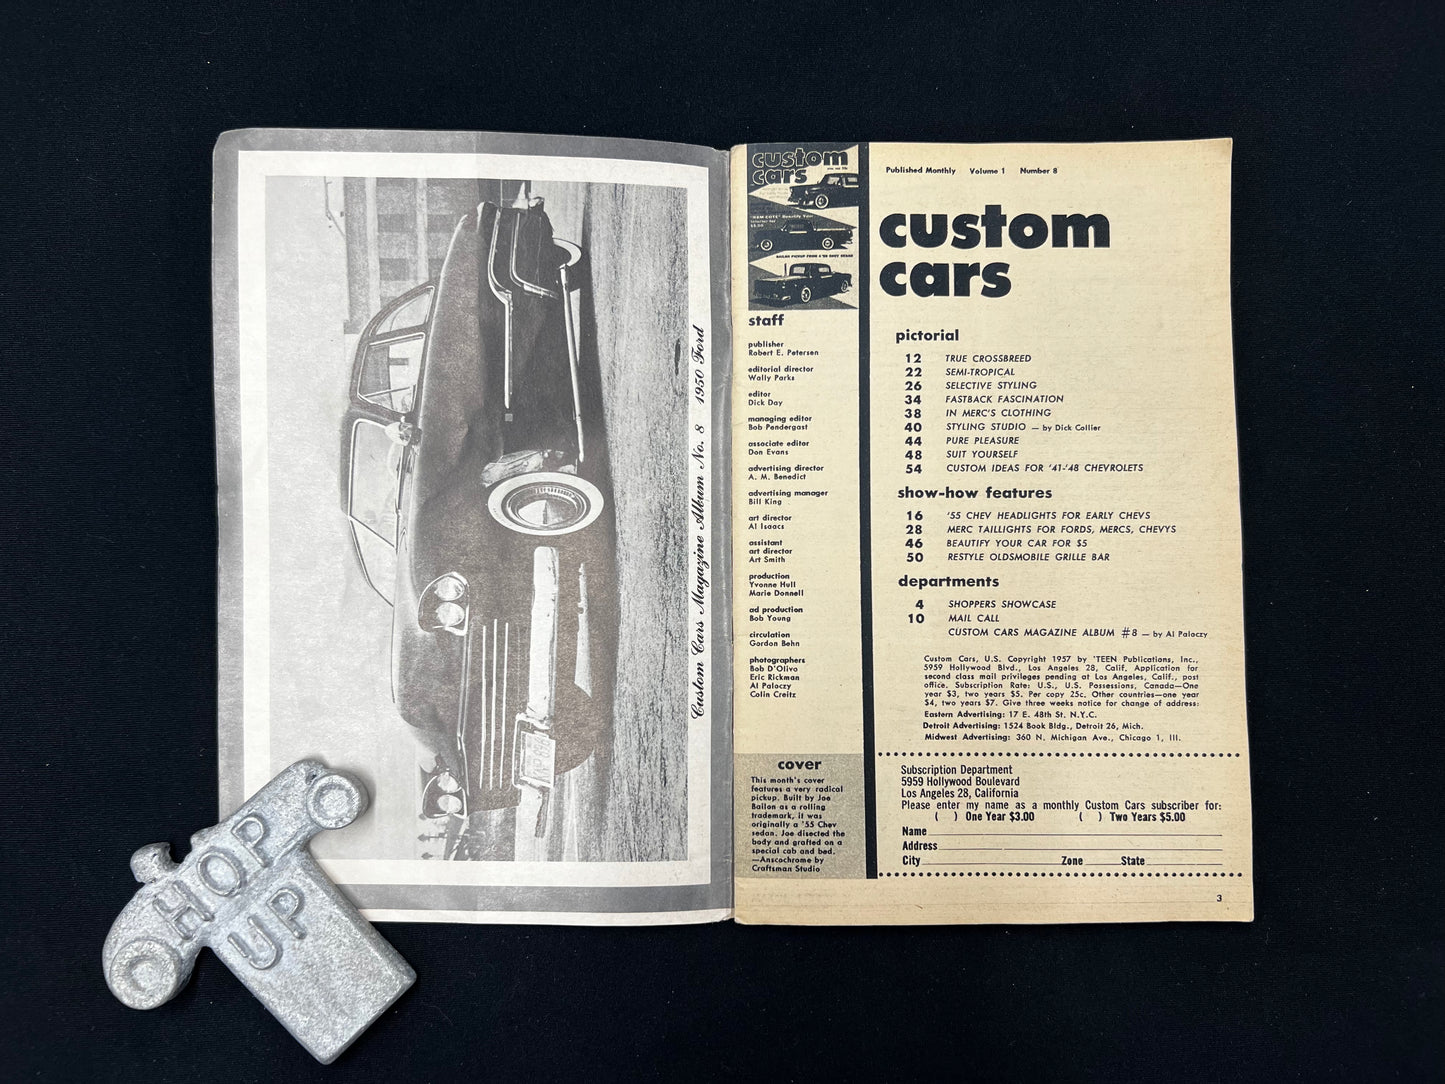 Custom Cars Magazine Album No. 8 1950 Ford
HOP
UP
custom
cars
staff
publisher
Robert E. Petersen
editorial director
Wally Parks
editor
Dick Day
managing editor
Bob Pendergast
associate editor
Don Evans
advertising director
A. M. Benedict
advertising manager
Bill King
art director
Al Isaacs
assistant
art director
Art Smith
production
Yvonne Hull
Marie Donnell
ad production
Bob Young
circulation
Gordon Behn
photographers
Bob D'Olivo
Eric Rickman
Al Paloczy
Colin Creitz
cover
This month's cover
features a very radical
pickup. Built by Joe
Bailon as a rolling
trademark, it was
originally a '55 Chev
sedan. Joe disected the
body and grafted on a
special cab and bed.
—Anscochrome by
Craftsman Studio
Published Monthly Volume 1 Number 8
custom
cars
pictorial
12 TRUE CROSSBREED
22 SEMI-TROPICAL
26 SELECTIVE STYLING
34 FASTBACK FASCINATION
38 IN MERC'S CLOTHING
40 STYLING STUDIO — by Dick Collier
44 PURE PLEASURE
48 SUIT YOURSELF
54 CUSTOM IDEAS FOR '41-'48 CHEVROLETS
show-how features
16 '55 CHEV HEADLIGHTS FOR EARLY CHEVS
28 MERC TAILLIGHTS FOR FORDS, MERCS, CHEVYS
46 BEAUTIFY YOUR CAR FOR $5
50 RESTYLE OLDSMOBILE GRILLE BAR
departments
4 SHOPPERS SHOWCASE
10 MAIL CALL
CUSTOM CARS MAGAZINE ALBUM #8 — by Al Paloczy
Custom Cars, U.S. Copyright 1957 by 'TEEN Publications, Inc.,
5959 Hollywood Blvd., Los Angeles 28, Calif. Application for
second class mail privileges pending at Los Angeles, Calif., post
office. Subscription Rate: U.S., U.S. Possessions, Canada—One
year $3, two years $5. Per copy 25c. Other countries—one year
$4, two years $7. Give three weeks notice for change of address:
Eastern Advertising: 17 E. 48th St. N.Y.C.
Detroit Advertising: 1524 Book Bldg., Detroit 26, Mich.
Midwest Advertising: 360 N. Michigan Ave., Chicago 1, Ill.
Subscription Department
5959 Hollywood Boulevard
Los Angeles 28, California
Please enter my name as a monthly Custom Cars subscriber for:
( ) One Year $3.00 ( ) Two Years $5.00
Name
Address
City Zone State
3